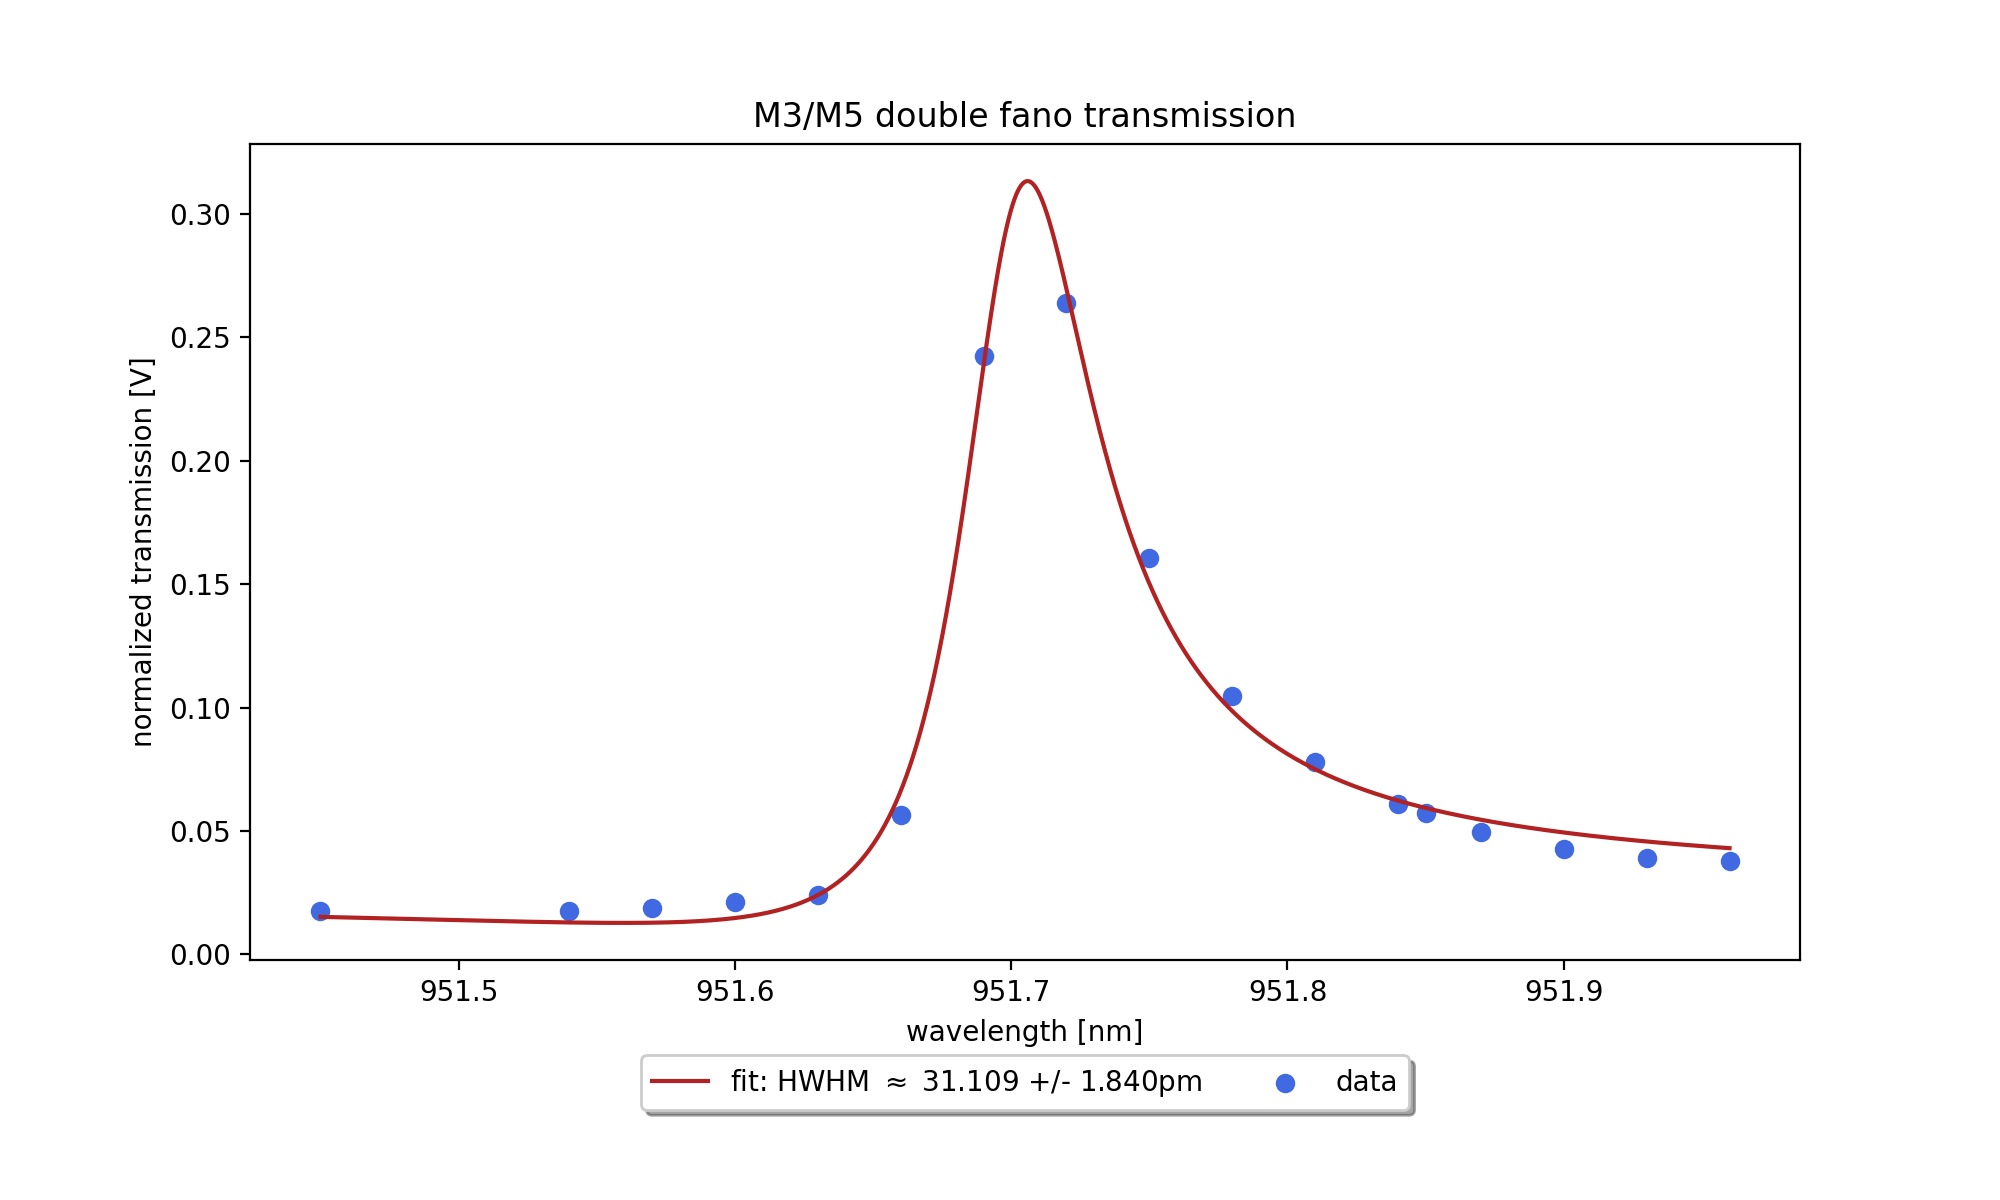 M3/M5 double fano transmission
normalized transmission [V]
0.30
0.25
0.20
0.15
0.10
0.05
0.00
951.5 951.6 951.7 951.8 951.9
wavelength [nm]
fit: HWHM ≈ 31.109 +/- 1.840pm data